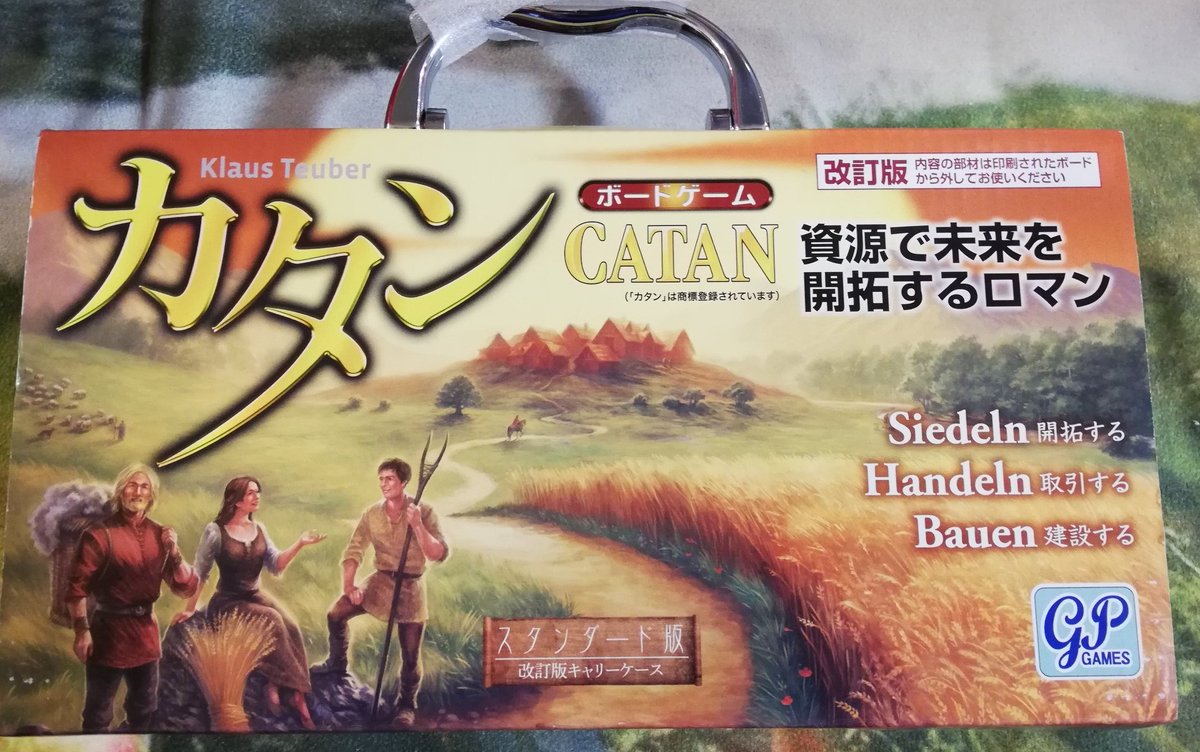 Klaus Teuber
カタン
ボードゲーム
CATAN
(「カタン」は商標登録されています)
改訂版 内容の部材は印刷されたボード
から外してお使いください
資源で未来を
開拓するロマン
Siedeln 開拓する
Handeln 取引する
Bauen 建設する
スタンダード版
改訂版キャリーケース
GP
GAMES